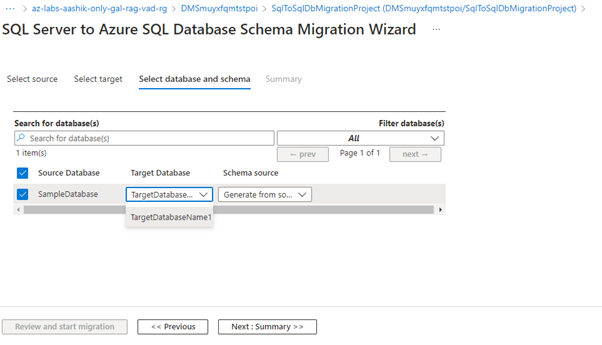 ··· > az-labs-aashik-only-gal-rag-vad-rg > DMSmuyxfqmtstpoi > SqlToSqlDbMigrationProject (DMSmuyxfqmtstpoi/SqlToSqlDbMigrationProject) >
SQL Server to Azure SQL Database Schema Migration Wizard ···
Select source Select target Select database and schema Summary
Search for database(s) Filter database(s)
Search for database(s) All
1 item(s) ← prev Page 1 of 1 next →
Source Database Target Database Schema source
SampleDatabase TargetDatabase... Generate from so...
TargetDatabaseName1
Review and start migration << Previous Next : Summary >>